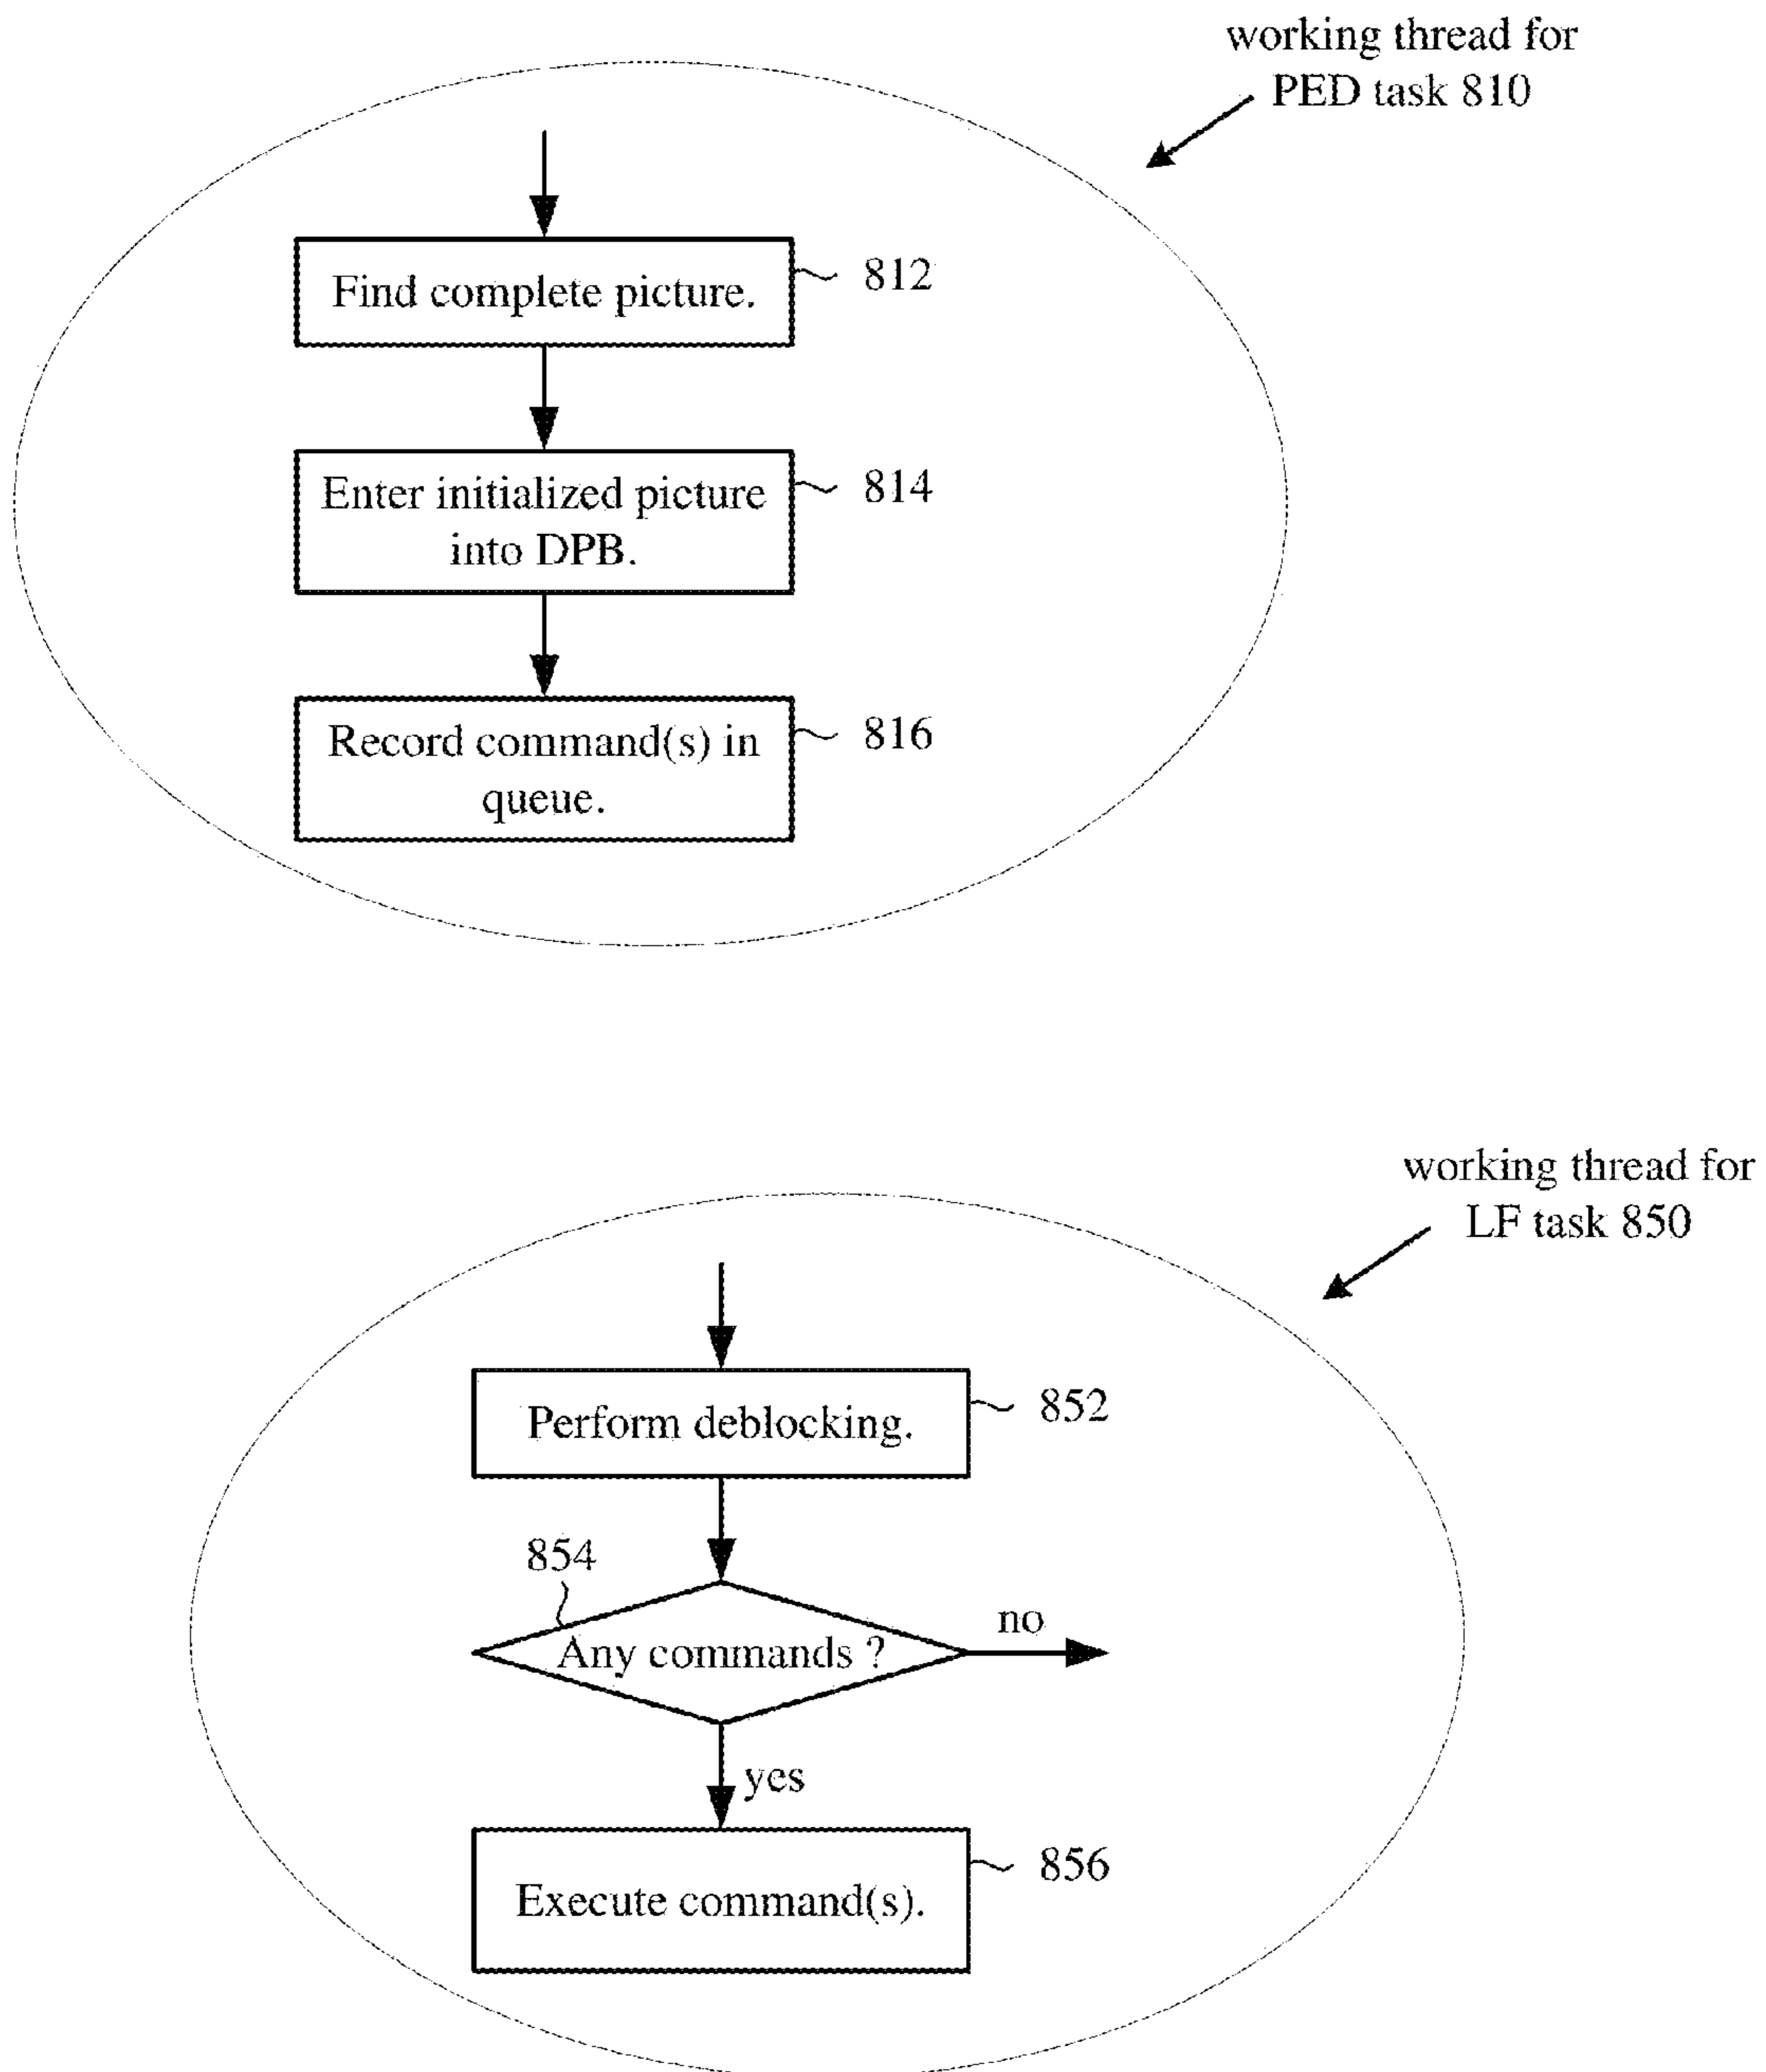 working thread for
PED task 810
Find complete picture.
812
Enter initialized picture
into DPB.
814
Record command(s) in
queue.
816
working thread for
LF task 850
Perform deblocking.
852
854
Any commands ?
no
yes
Execute command(s).
856